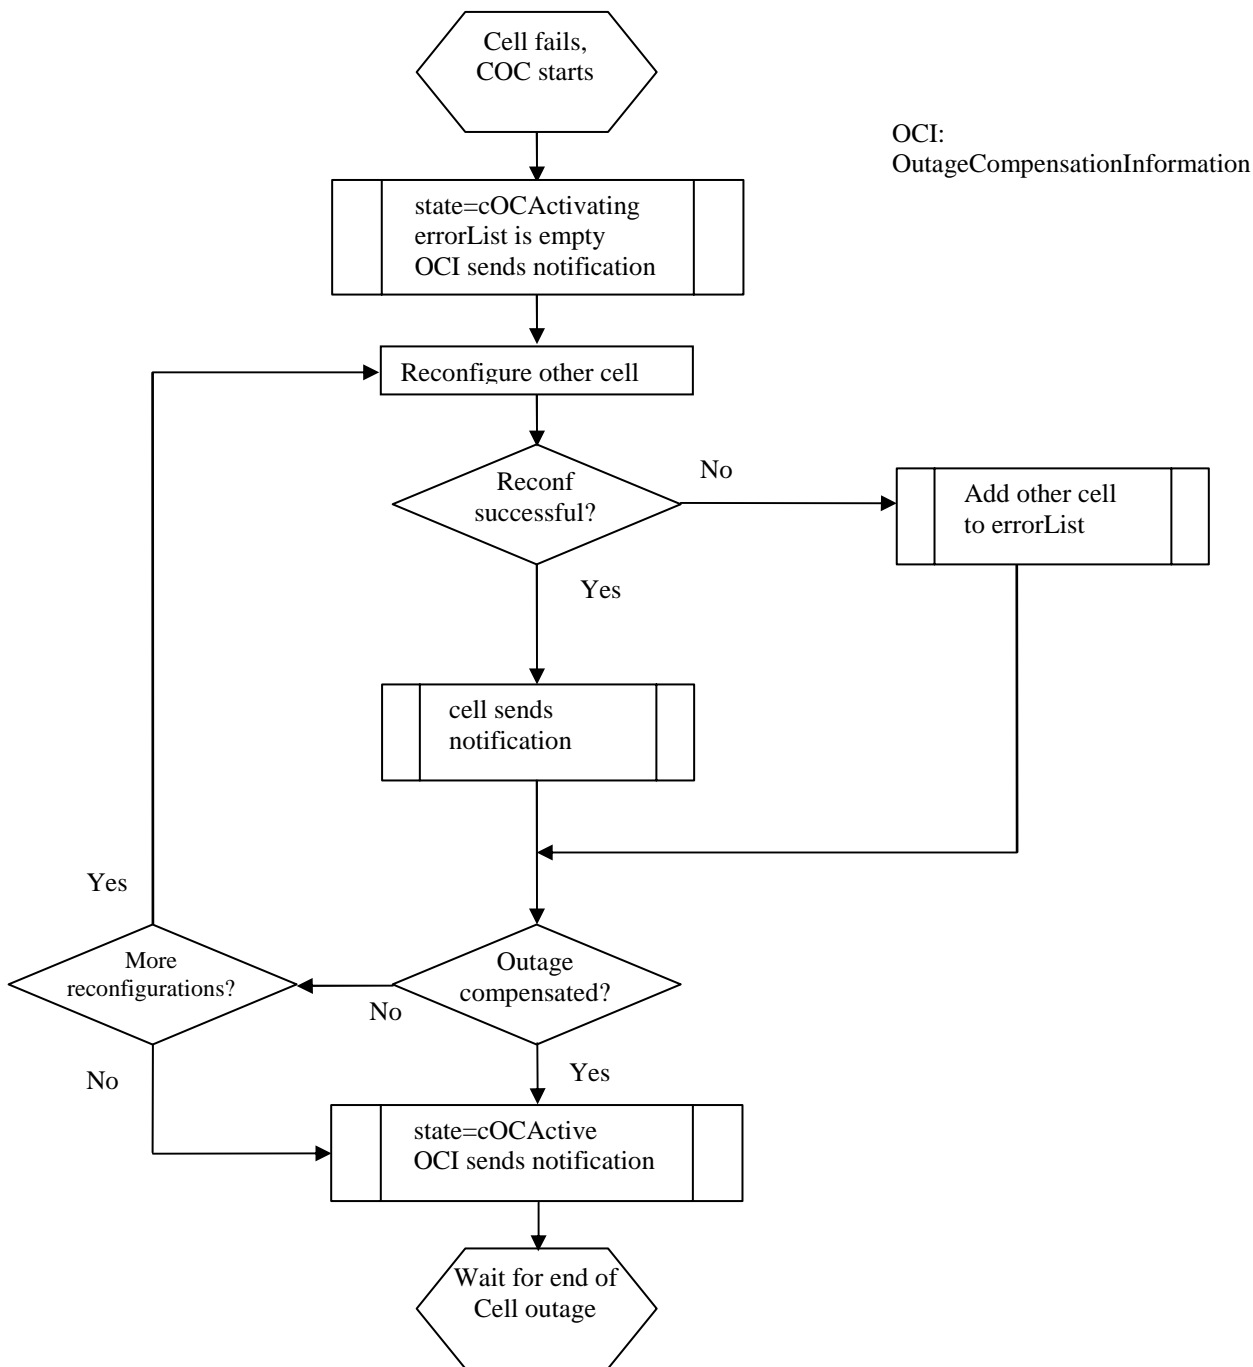 Cell fails,
COC starts
OCI:
OutageCompensationInformation
state=cOCActivating
errorList is empty
OCI sends notification
Reconfigure other cell
Reconf
successful?
No
Add other cell
to errorList
Yes
cell sends
notification
Yes
More
reconfigurations?
Outage
compensated?
No
No
Yes
state=cOCActive
OCI sends notification
Wait for end of
Cell outage